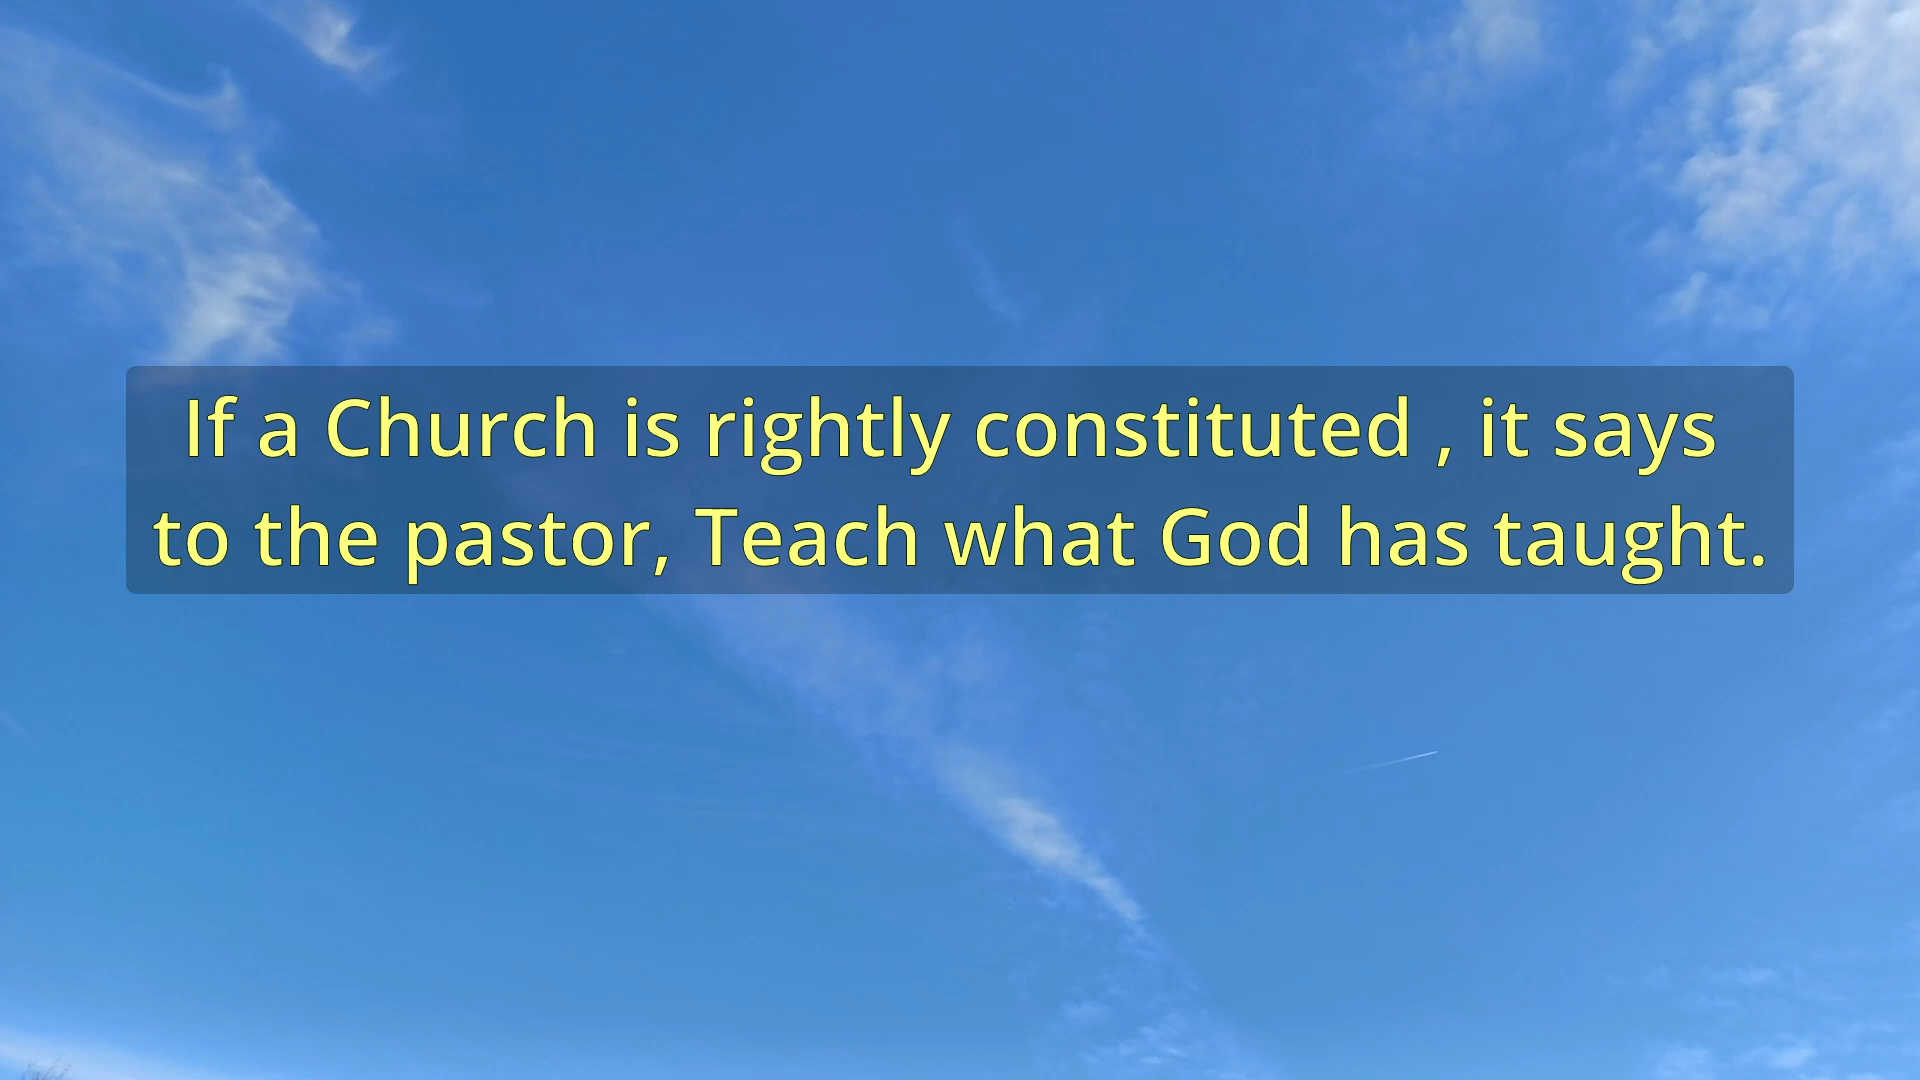 If a Church is rightly constituted , it says
to the pastor, Teach what God has taught.